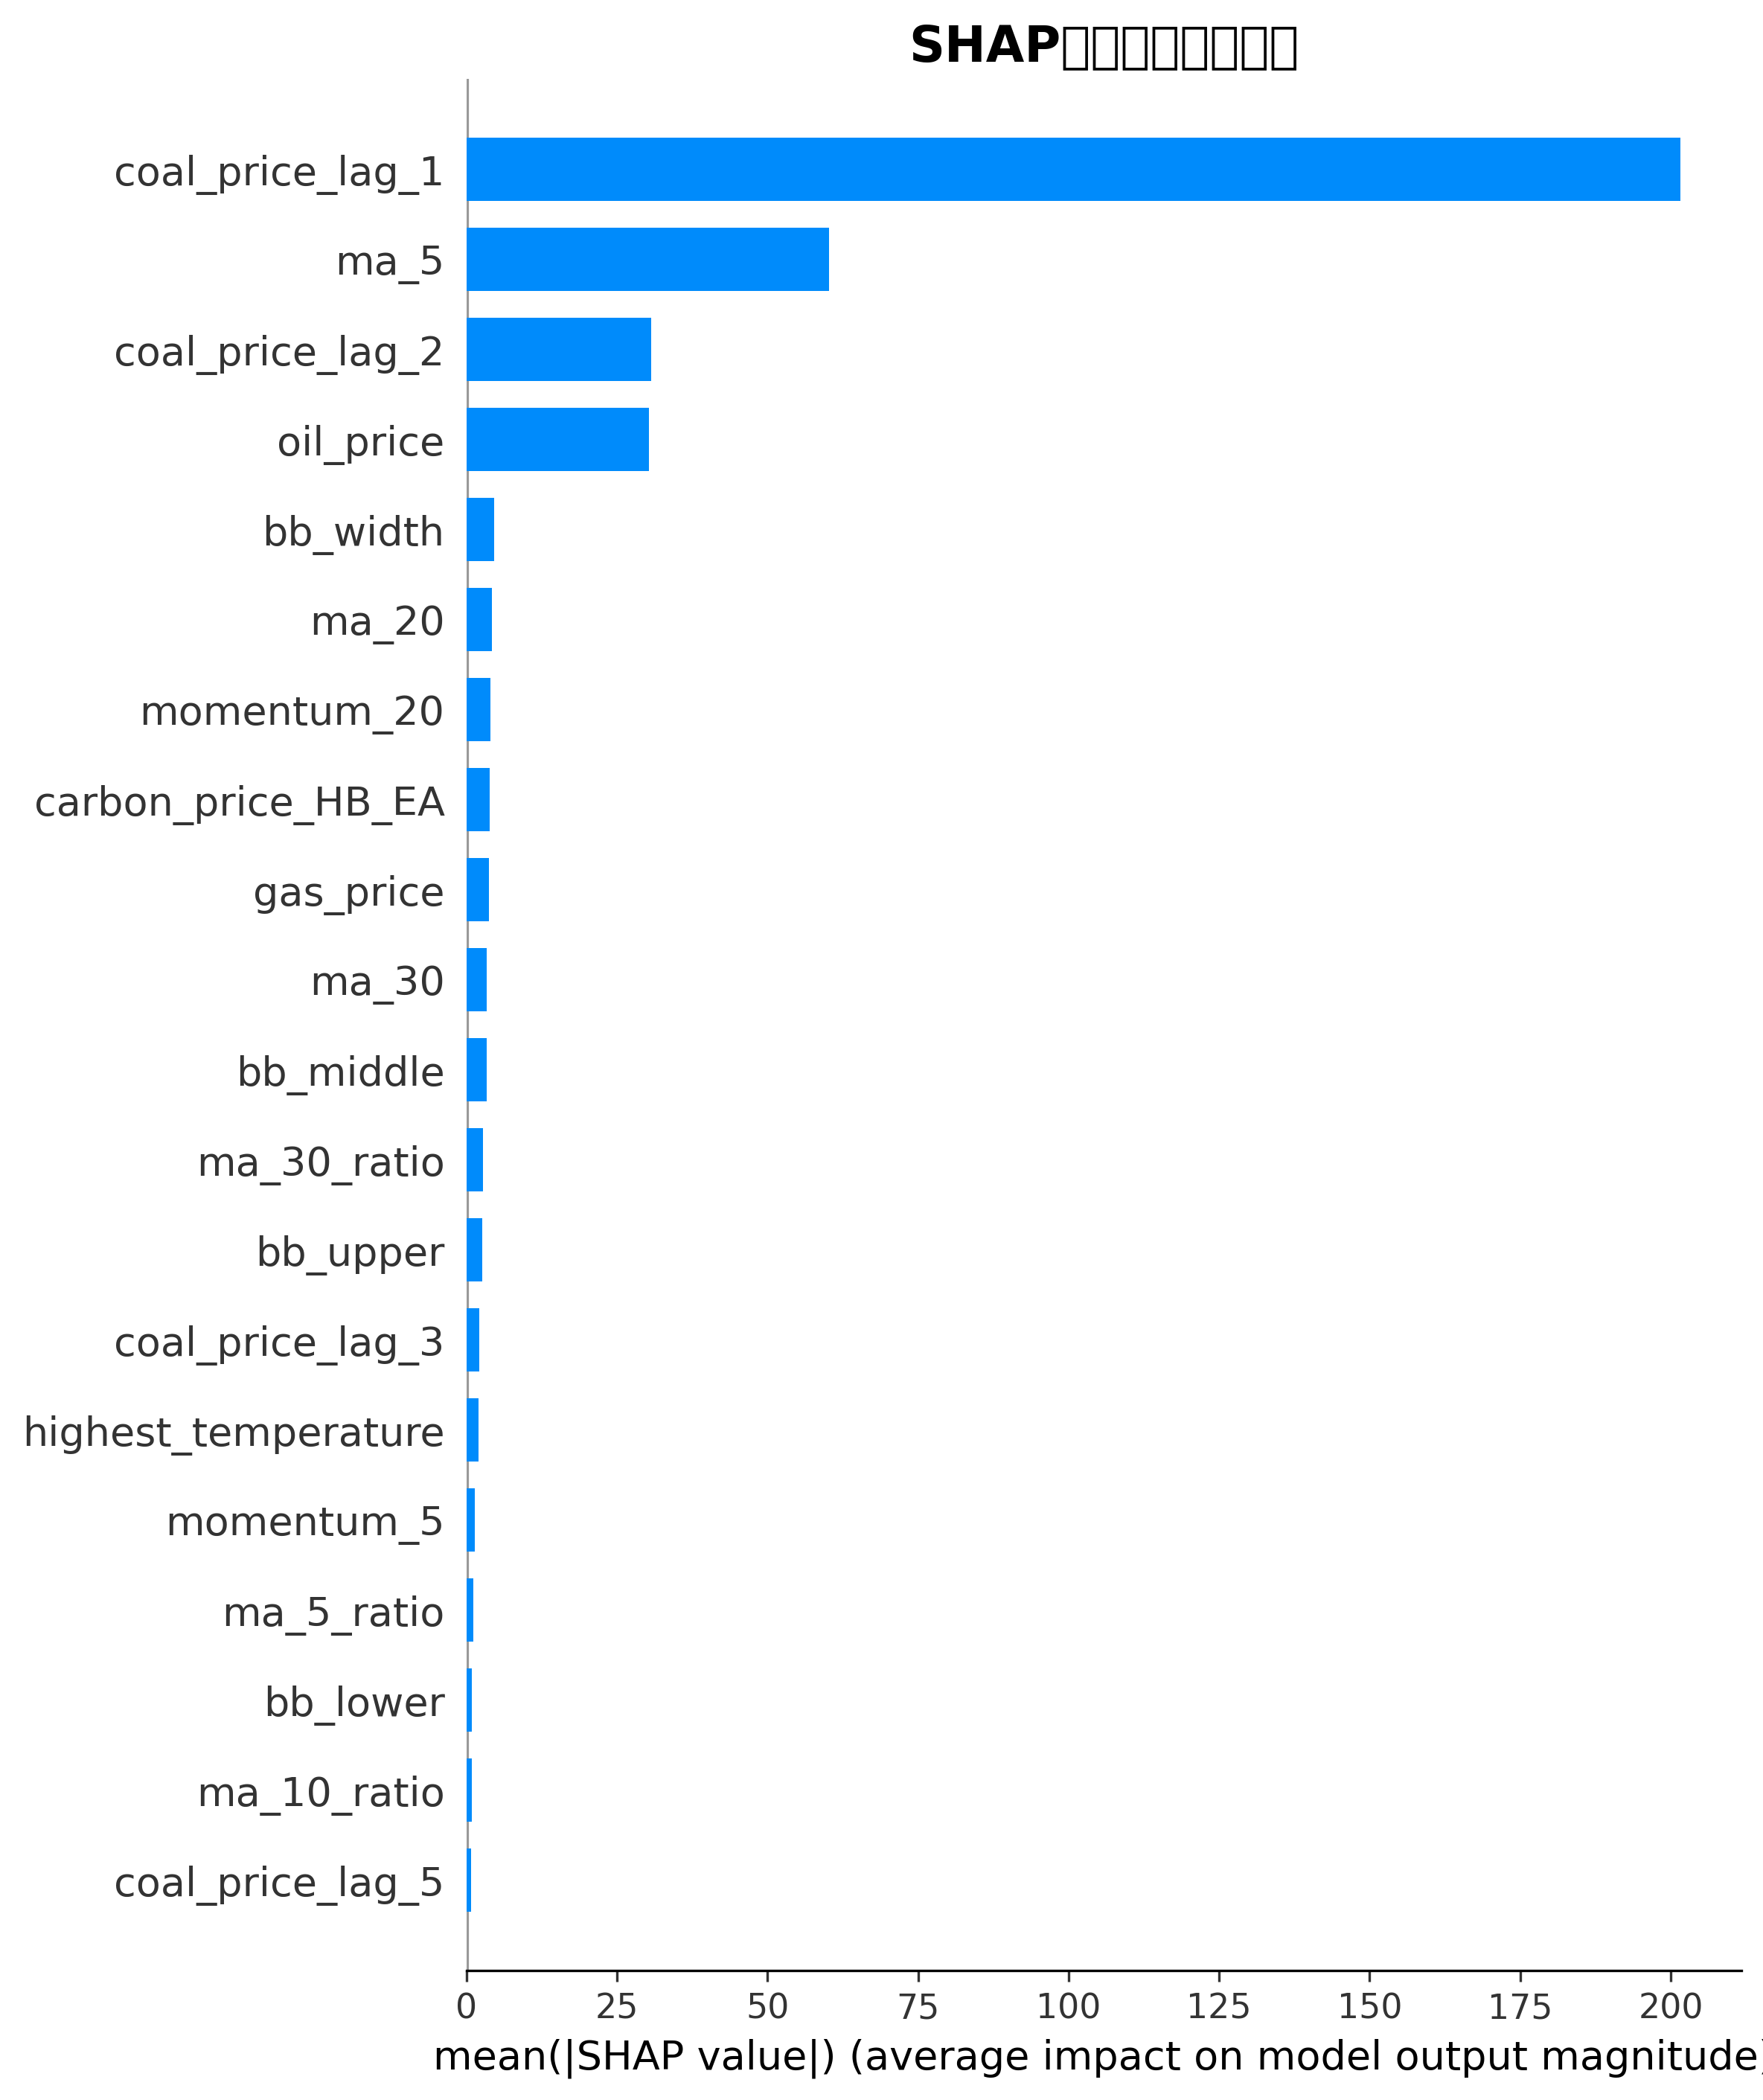 SHAP
coal_price_lag_1
ma_5
coal_price_lag_2
oil_price
bb_width
ma_20
momentum_20
carbon_price_HB_EA
gas_price
ma_30
bb_middle
ma_30_ratio
bb_upper
coal_price_lag_3
highest_temperature
momentum_5
ma_5_ratio
bb_lower
ma_10_ratio
coal_price_lag_5
0 25 50 75 100 125 150 175 200
mean(|SHAP value|) (average impact on model output magnitude)